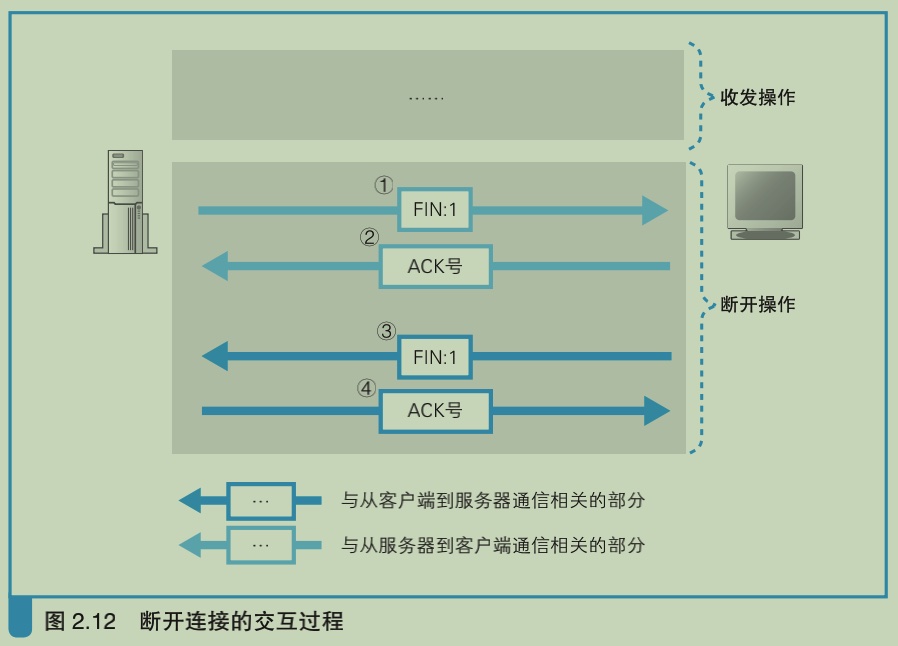 ……
收发操作
①
FIN:1
②
ACK号
断开操作
③
FIN:1
④
ACK号
… 与从客户端到服务器通信相关的部分
… 与从服务器到客户端通信相关的部分
图 2.12 断开连接的交互过程